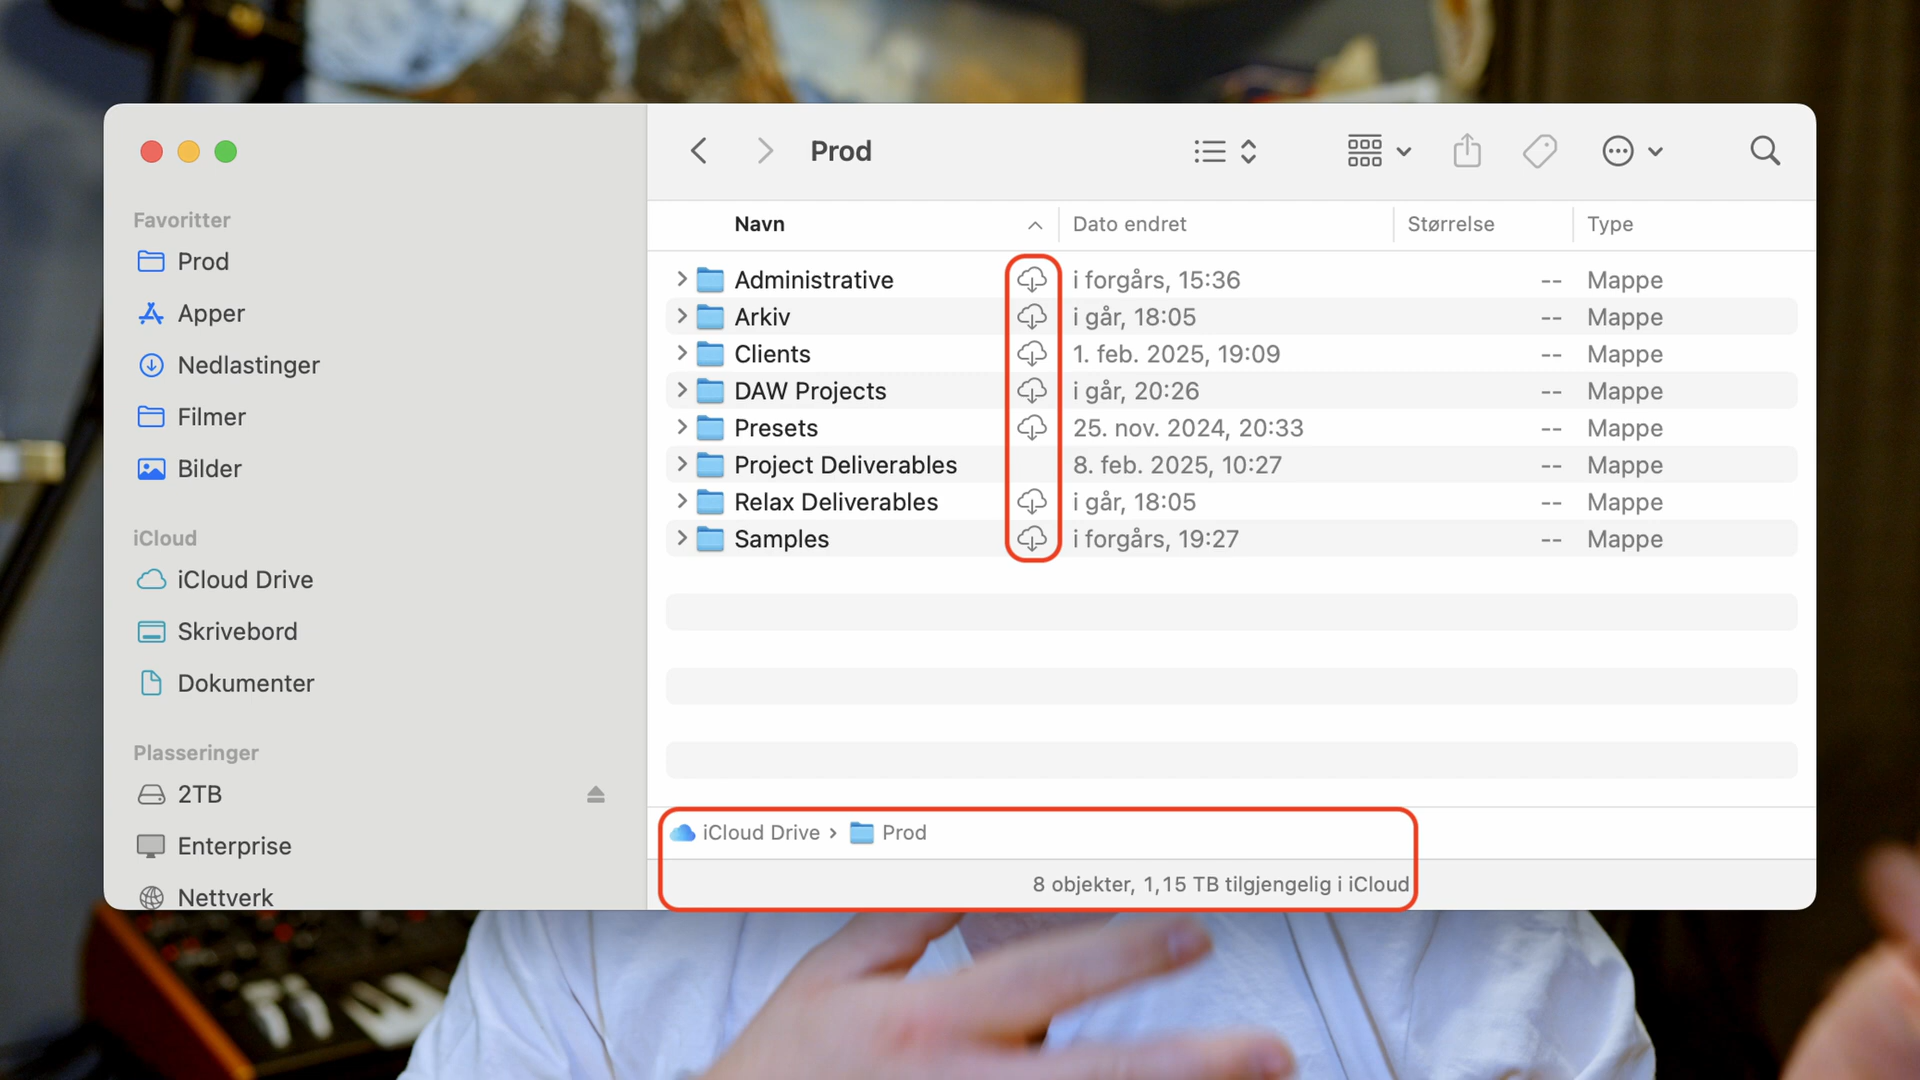 Prod
Favoritter
Prod
Apper
Nedlastinger
Filmer
Bilder
iCloud
iCloud Drive
Skrivebord
Dokumenter
Plasseringer
2TB
Enterprise
Nettverk
Navn Dato endret Størrelse Type
Administrative i forgårs, 15:36 -- Mappe
Arkiv i går, 18:05 -- Mappe
Clients 1. feb. 2025, 19:09 -- Mappe
DAW Projects i går, 20:26 -- Mappe
Presets 25. nov. 2024, 20:33 -- Mappe
Project Deliverables 8. feb. 2025, 10:27 -- Mappe
Relax Deliverables i går, 18:05 -- Mappe
Samples i forgårs, 19:27 -- Mappe
iCloud Drive › Prod
8 objekter, 1,15 TB tilgjengelig i iCloud